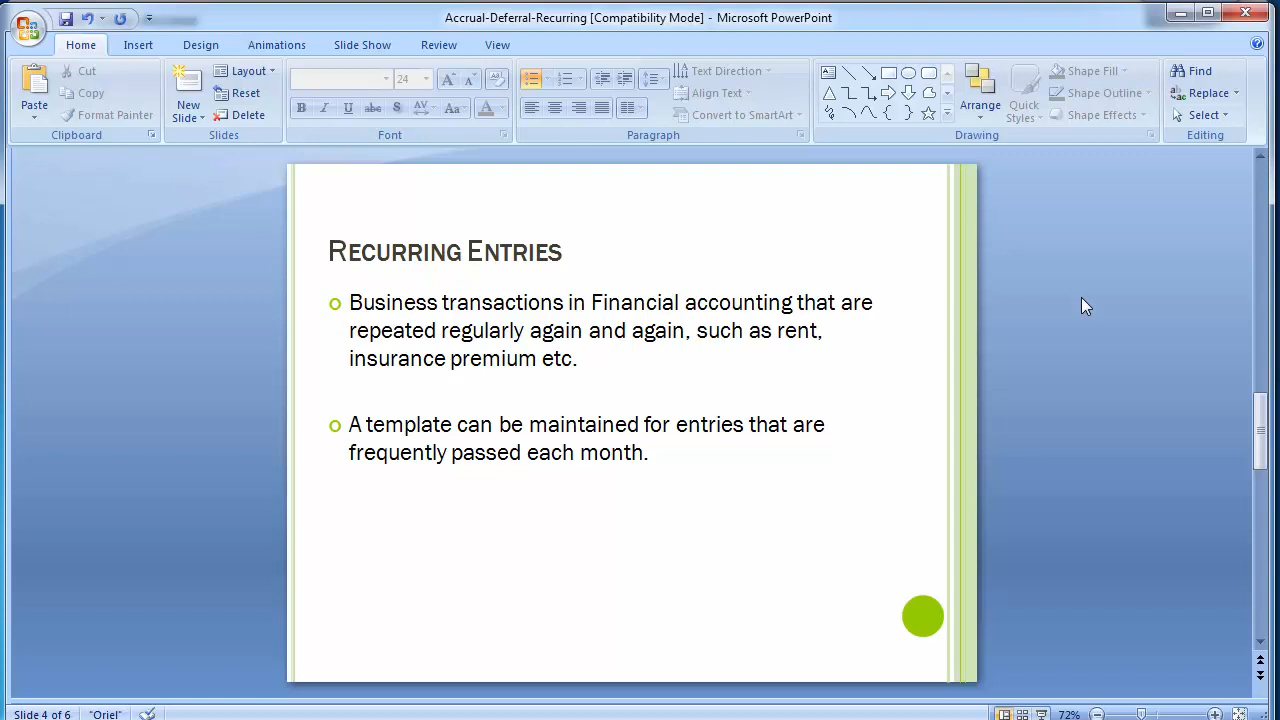 Accrual-Deferral-Recurring [Compatibility Mode] - Microsoft PowerPoint
Home Insert Design Animations Slide Show Review View
Paste
Cut
Copy
Format Painter
Clipboard
New Slide
Layout
Reset
Delete
Slides
24
B I U abc S AV Aa A
Font
Text Direction
Align Text
Convert to SmartArt
Paragraph
Arrange
Quick Styles
Shape Fill
Shape Outline
Shape Effects
Drawing
Find
Replace
Select
Editing
RECURRING ENTRIES
Business transactions in Financial accounting that are
repeated regularly again and again, such as rent,
insurance premium etc.
A template can be maintained for entries that are
frequently passed each month.
Slide 4 of 6 "Oriel" 72%